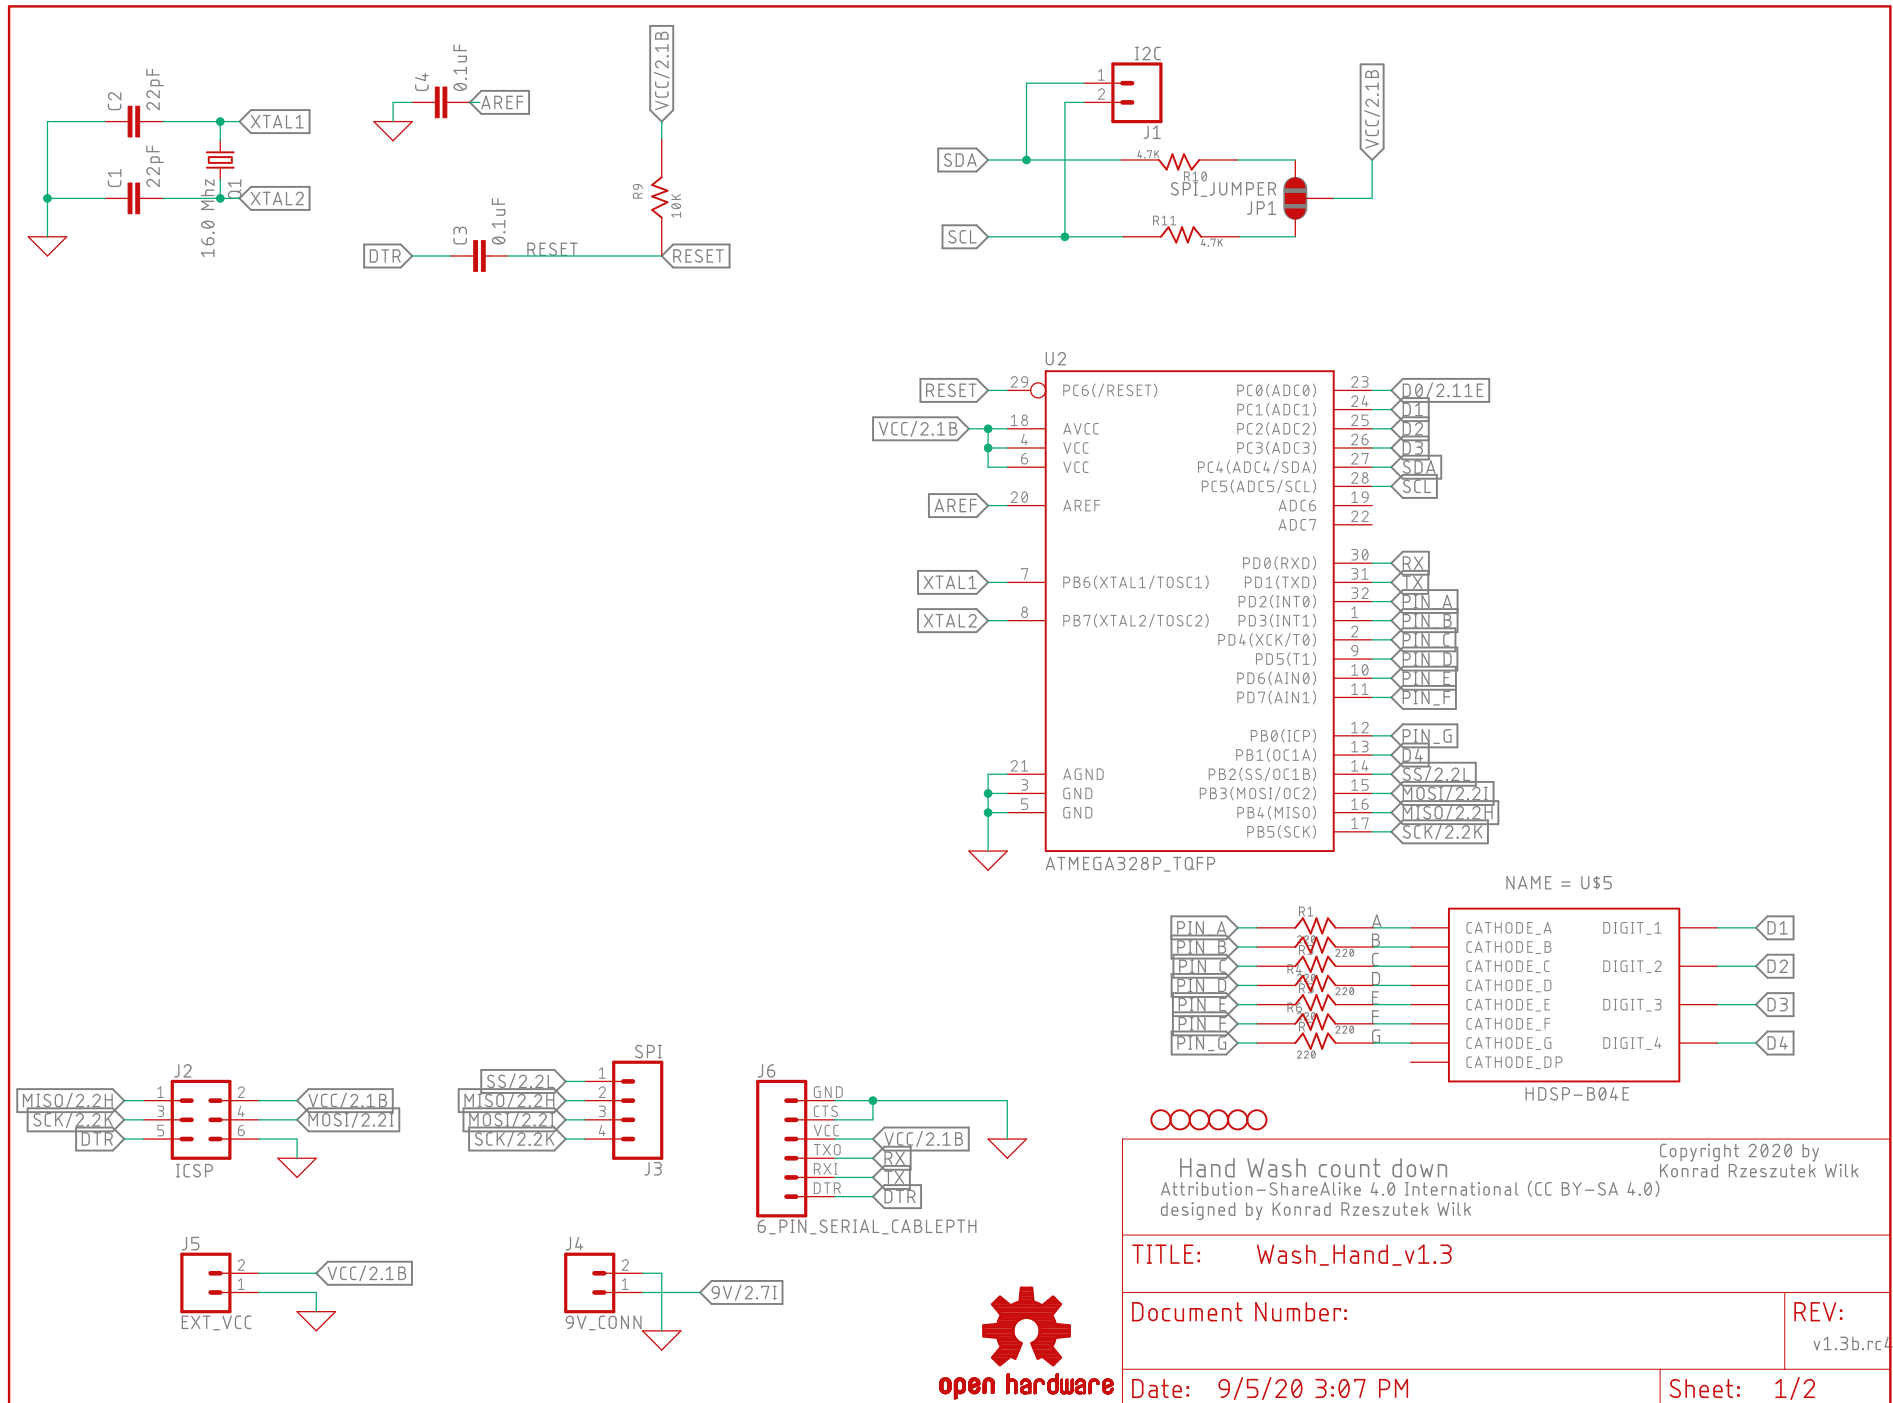 C2
22pF
XTAL1
C1
22pF
XTAL2
16.0 Mhz
Q1
C4
0.1uF
AREF
VCC/2.1B
R9
10K
DTR
C3
0.1uF
RESET
RESET
I2C
1
2
J1
VCC/2.1B
SDA
4.7K
R10
SPI_JUMPER
JP1
SCL
R11
4.7K
U2
RESET
29
PC6(/RESET)
VCC/2.1B
18
AVCC
4
VCC
6
VCC
AREF
20
AREF
XTAL1
7
PB6(XTAL1/TOSC1)
XTAL2
8
PB7(XTAL2/TOSC2)
21
AGND
3
GND
5
GND
PC0(ADC0) 23 D0/2.11E
PC1(ADC1) 24 D1
PC2(ADC2) 25 D2
PC3(ADC3) 26 D3
PC4(ADC4/SDA) 27 SDA
PC5(ADC5/SCL) 28 SCL
ADC6 19
ADC7 22
PD0(RXD) 30 RX
PD1(TXD) 31 TX
PD2(INT0) 32 PIN_A
PD3(INT1) 1 PIN_B
PD4(XCK/T0) 2 PIN_C
PD5(T1) 9 PIN_D
PD6(AIN0) 10 PIN_E
PD7(AIN1) 11 PIN_F
PB0(ICP) 12 PIN_G
PB1(OC1A) 13 D4
PB2(SS/OC1B) 14 SS/2.2L
PB3(MOSI/OC2) 15 MOSI/2.2I
PB4(MISO) 16 MISO/2.2H
PB5(SCK) 17 SCK/2.2K
ATMEGA328P_TQFP
NAME = U$5
PIN_A R1 A CATHODE_A DIGIT_1 D1
PIN_B 220 B CATHODE_B
PIN_C C CATHODE_C DIGIT_2 D2
PIN_D R4 220 D CATHODE_D
PIN_E E CATHODE_E DIGIT_3 D3
PIN_F R6 220 F CATHODE_F
PIN_G G CATHODE_G DIGIT_4 D4
220
CATHODE_DP
HDSP-B04E
J2
MISO/2.2H 1 2 VCC/2.1B
SCK/2.2K 3 4 MOSI/2.2I
DTR 5 6
ICSP
SPI
SS/2.2L 1
MISO/2.2H 2
MOSI/2.2I 3
SCK/2.2K 4
J3
J6
GND
CTS
VCC VCC/2.1B
TXO RX
RXI TX
DTR DTR
6_PIN_SERIAL_CABLEPTH
J5
2 VCC/2.1B
1
EXT_VCC
J4
2
1 9V/2.7I
9V_CONN
open hardware
Hand Wash count down
Attribution-ShareAlike 4.0 International (CC BY-SA 4.0)
designed by Konrad Rzeszutek Wilk
Copyright 2020 by
Konrad Rzeszutek Wilk
TITLE: Wash_Hand_v1.3
Document Number:
REV:
v1.3b.rc4
Date: 9/5/20 3:07 PM
Sheet: 1/2